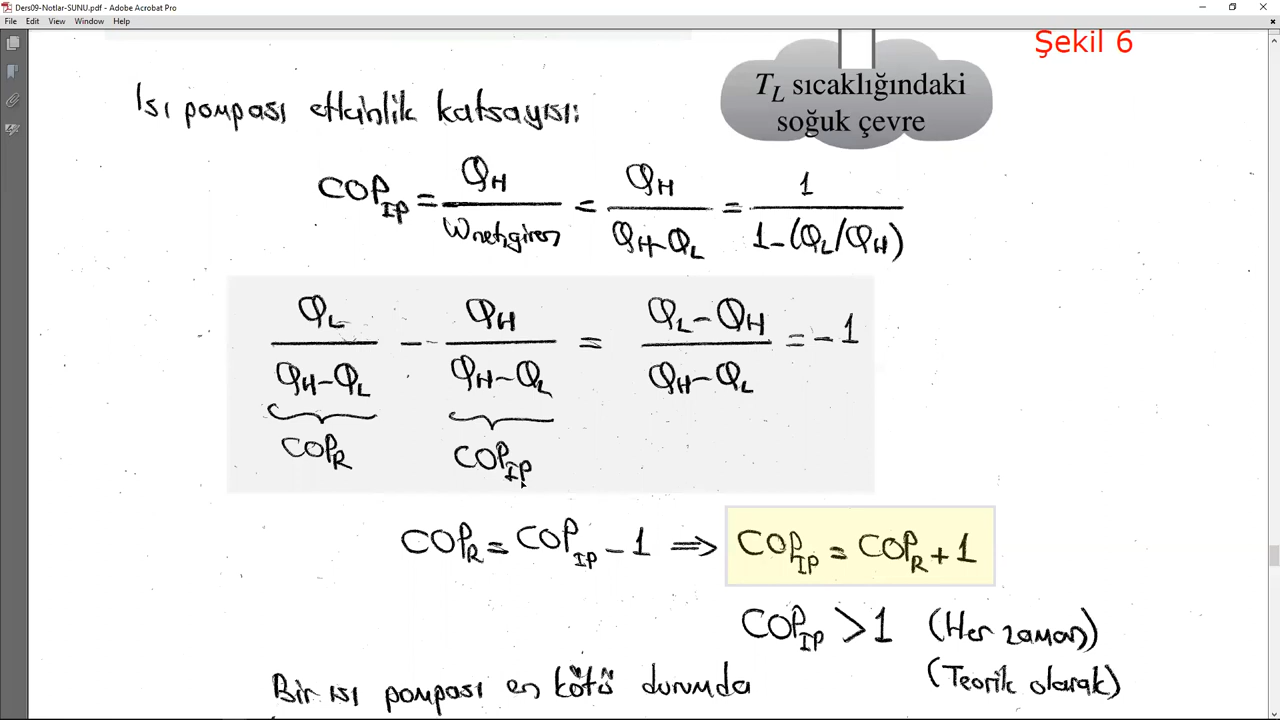 Ders09-Notlar-SUNU.pdf - Adobe Acrobat Pro
File Edit View Window Help
Şekil 6
T_L sıcaklığındaki
soğuk çevre
Isı pompası etkinlik katsayısı:
COP_IP = Q_H / W_net,giren = Q_H / (Q_H - Q_L) = 1 / (1 - (Q_L/Q_H))
Q_L / (Q_H - Q_L) - Q_H / (Q_H - Q_L) = (Q_L - Q_H) / (Q_H - Q_L) = -1
COP_R COP_IP
COP_R = COP_IP - 1 ⇒ COP_IP = COP_R + 1
COP_IP > 1 (Her zaman)
(Teorik olarak)
Bir ısı pompası en kötü durumda